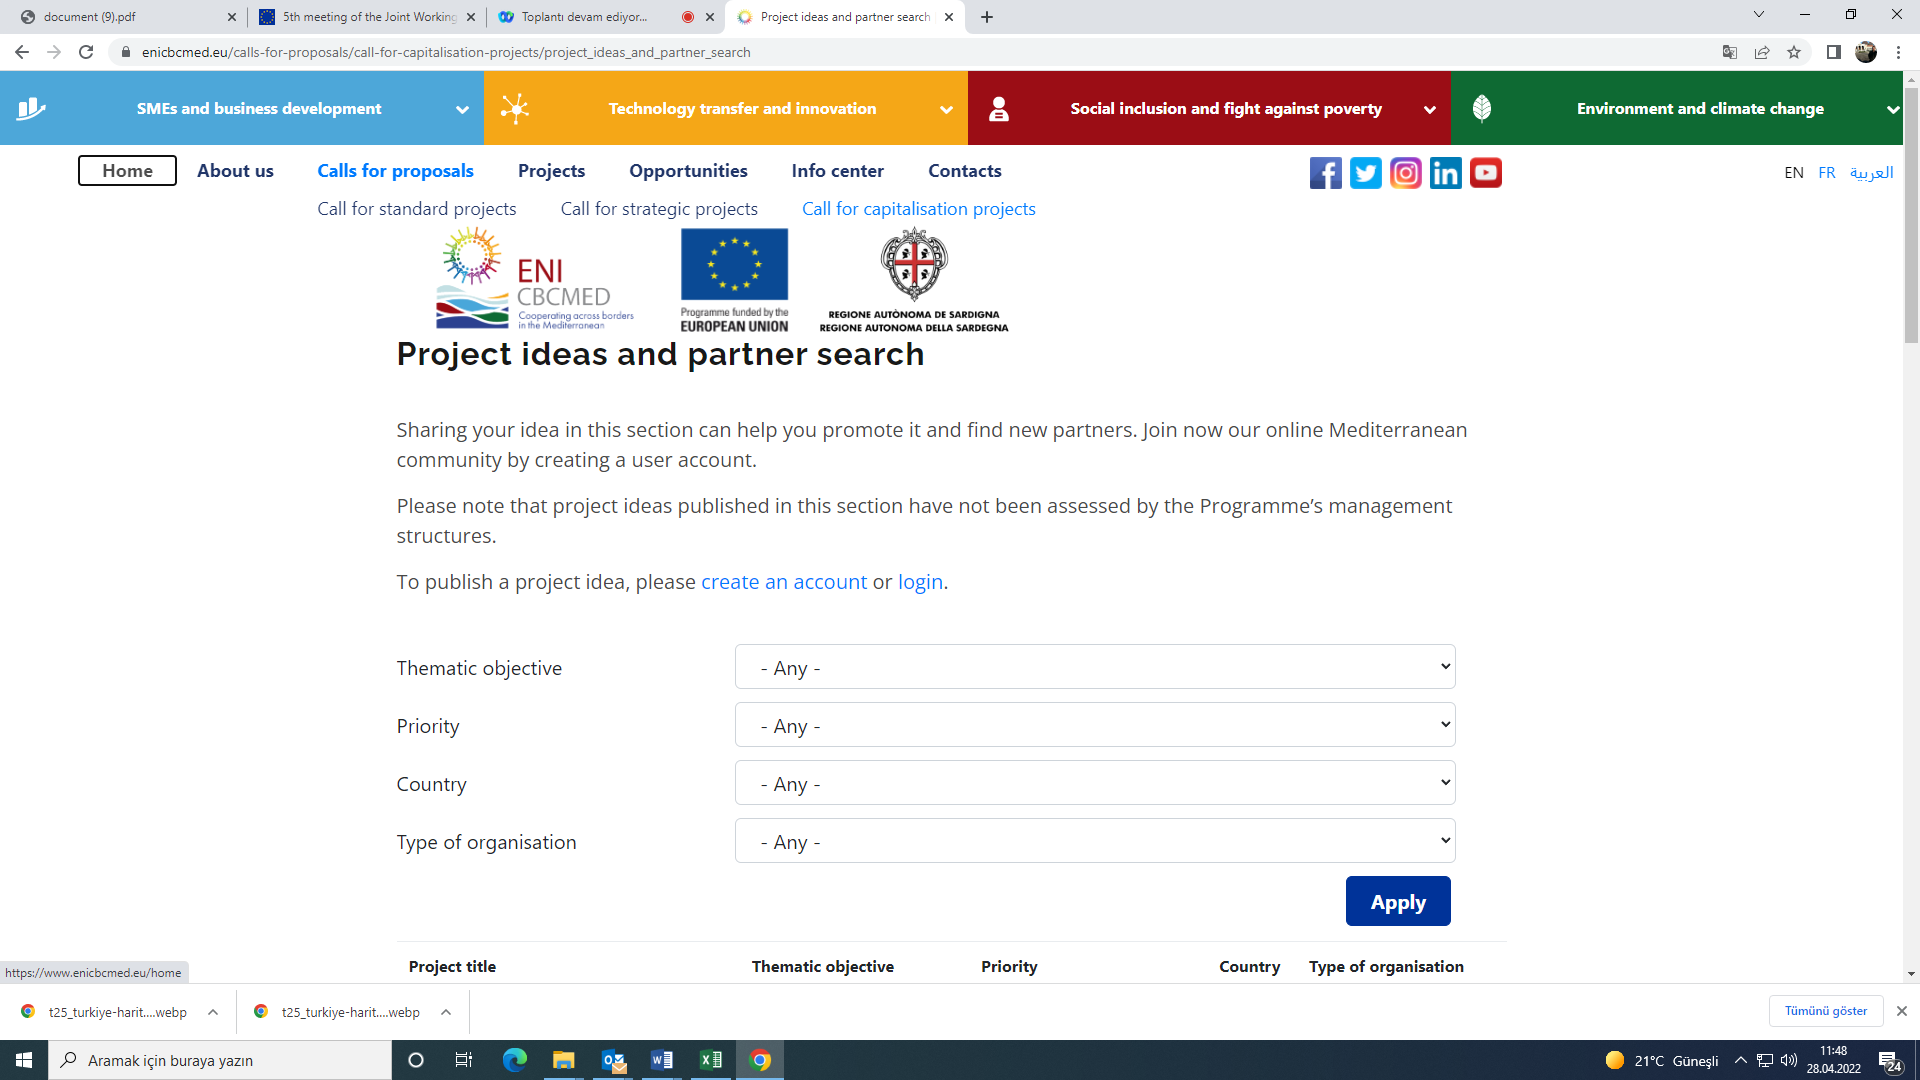 document (9).pdf
5th meeting of the Joint Working
Toplantı devam ediyor...
Project ideas and partner search
enicbcmed.eu/calls-for-proposals/call-for-capitalisation-projects/project_ideas_and_partner_search
SMEs and business development
Technology transfer and innovation
Social inclusion and fight against poverty
Environment and climate change
Home
About us
Calls for proposals
Projects
Opportunities
Info center
Contacts
EN FR العربية
Call for standard projects
Call for strategic projects
Call for capitalisation projects
ENI
CBCMED
Cooperating across borders
in the Mediterranean
Programme funded by the
EUROPEAN UNION
REGIONE AUTÒNOMA DE SARDIGNA
REGIONE AUTONOMA DELLA SARDEGNA
Project ideas and partner search
Sharing your idea in this section can help you promote it and find new partners. Join now our online Mediterranean
community by creating a user account.
Please note that project ideas published in this section have not been assessed by the Programme’s management
structures.
To publish a project idea, please create an account or login.
Thematic objective
- Any -
Priority
- Any -
Country
- Any -
Type of organisation
- Any -
Apply
Project title
Thematic objective
Priority
Country
Type of organisation
https://www.enicbcmed.eu/home
t25_turkiye-harit....webp
t25_turkiye-harit....webp
Tümünü göster
Aramak için buraya yazın
21°C Güneşli
11:48
28.04.2022
24